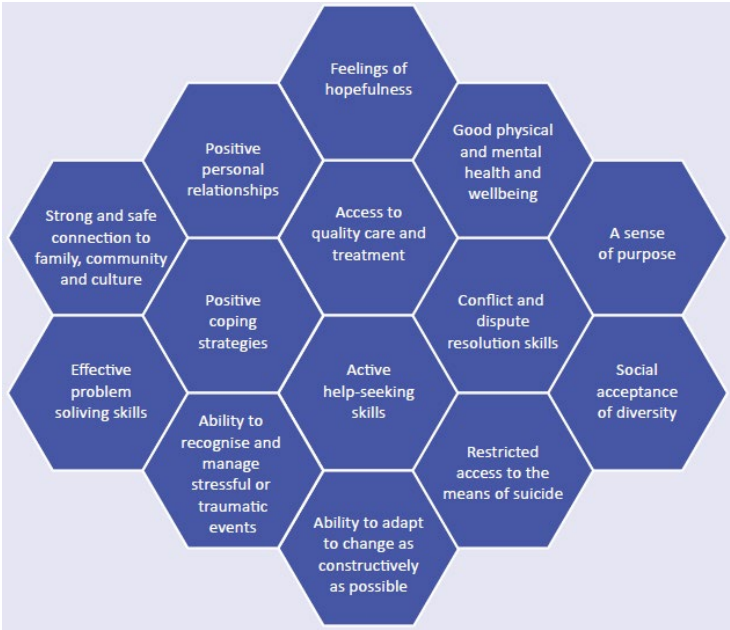 Feelings of
hopefulness
Positive
personal
relationships
Good physical
and mental
health and
wellbeing
Strong and safe
connection to
family, community
and culture
Access to
quality care and
treatment
A sense
of purpose
Positive
coping
strategies
Conflict and
dispute
resolution skills
Effective
problem
soliving skills
Active
help-seeking
skills
Social
acceptance
of diversity
Ability to
recognise and
manage
stressful or
traumatic
events
Restricted
access to the
means of suicide
Ability to adapt
to change as
constructively
as possible